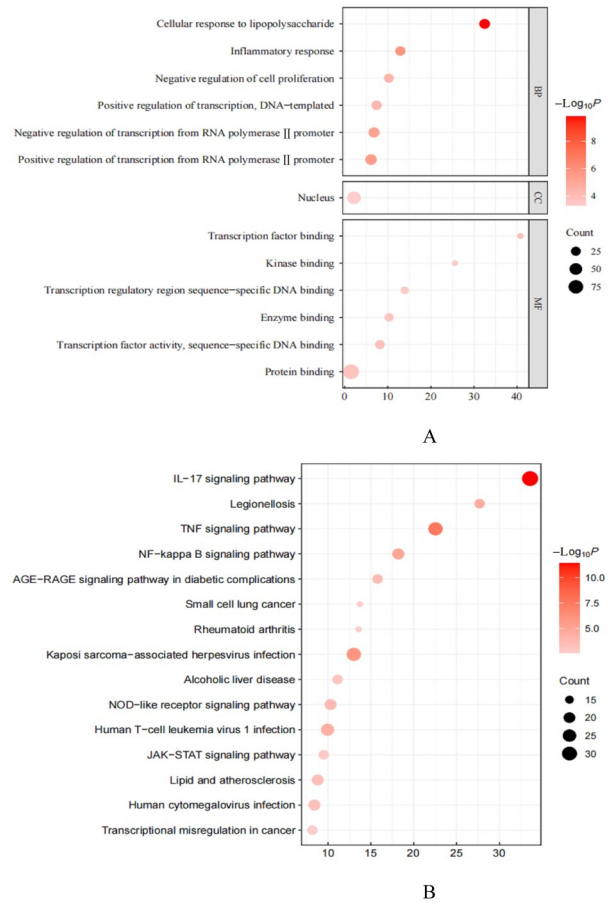 Cellular response to lipopolysaccharide
Inflammatory response
Negative regulation of cell proliferation
Positive regulation of transcription, DNA−templated
Negative regulation of transcription from RNA polymerase Ⅱ promoter
Positive regulation of transcription from RNA polymerase Ⅱ promoter
BP
Nucleus
CC
Transcription factor binding
Kinase binding
Transcription regulatory region sequence−specific DNA binding
Enzyme binding
Transcription factor activity, sequence−specific DNA binding
Protein binding
MF
0 10 20 30 40
−Log10P
8
6
4
Count
25
50
75
A
IL−17 signaling pathway
Legionellosis
TNF signaling pathway
NF−kappa B signaling pathway
AGE−RAGE signaling pathway in diabetic complications
Small cell lung cancer
Rheumatoid arthritis
Kaposi sarcoma−associated herpesvirus infection
Alcoholic liver disease
NOD−like receptor signaling pathway
Human T−cell leukemia virus 1 infection
JAK−STAT signaling pathway
Lipid and atherosclerosis
Human cytomegalovirus infection
Transcriptional misregulation in cancer
10 15 20 25 30
−Log10P
10.0
7.5
5.0
Count
15
20
25
30
B